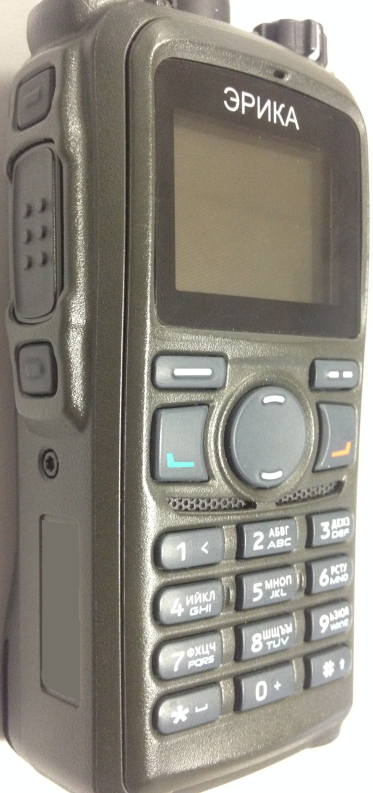 ЭРИКА
1 <
2 АБВГ ABC
3 ДЕЖЗ DEF
4 ИЙКЛ GHI
5 МНОП JKL
6 РСТУ MNO
7 ФХЦЧ PQRS
8 ШЩЪЫ TUV
9 ЬЭЮЯ WXYZ
*
0 +
#